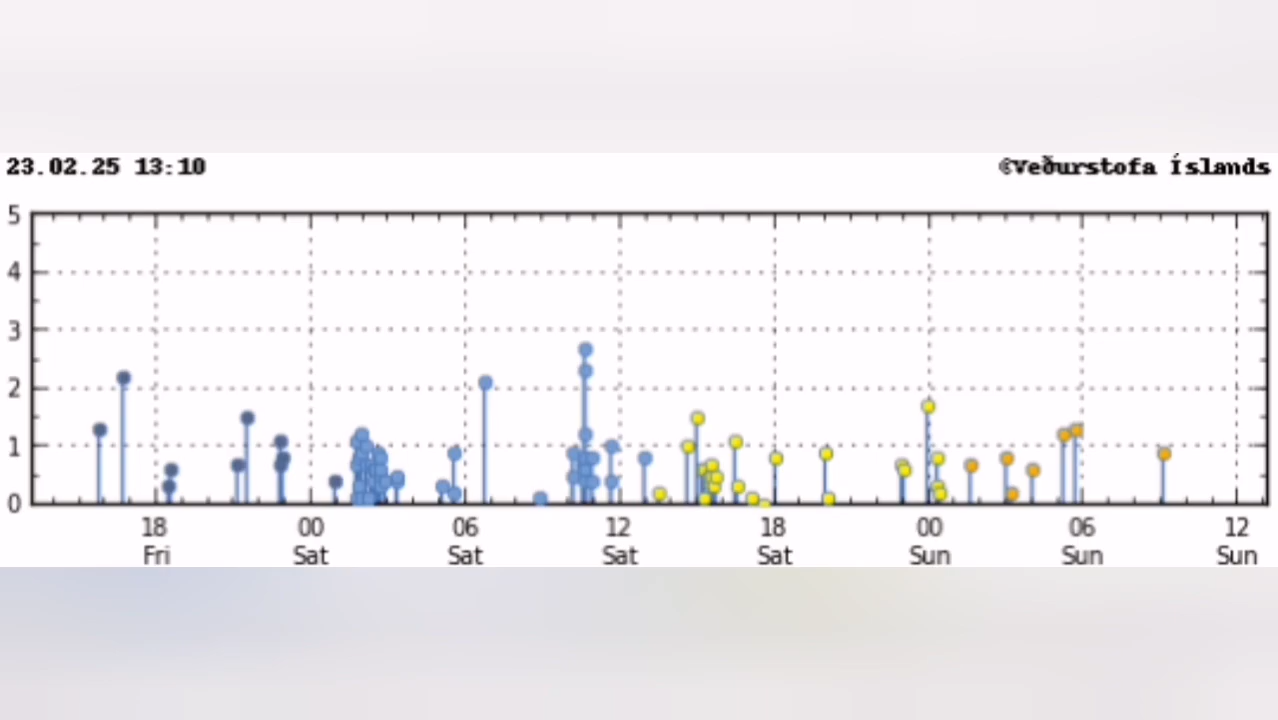 23.02.25 13:10
©Veðurstofa Íslands
5
4
3
2
1
0
18 00 06 12 18 00 06 12
Fri Sat Sat Sat Sat Sun Sun Sun